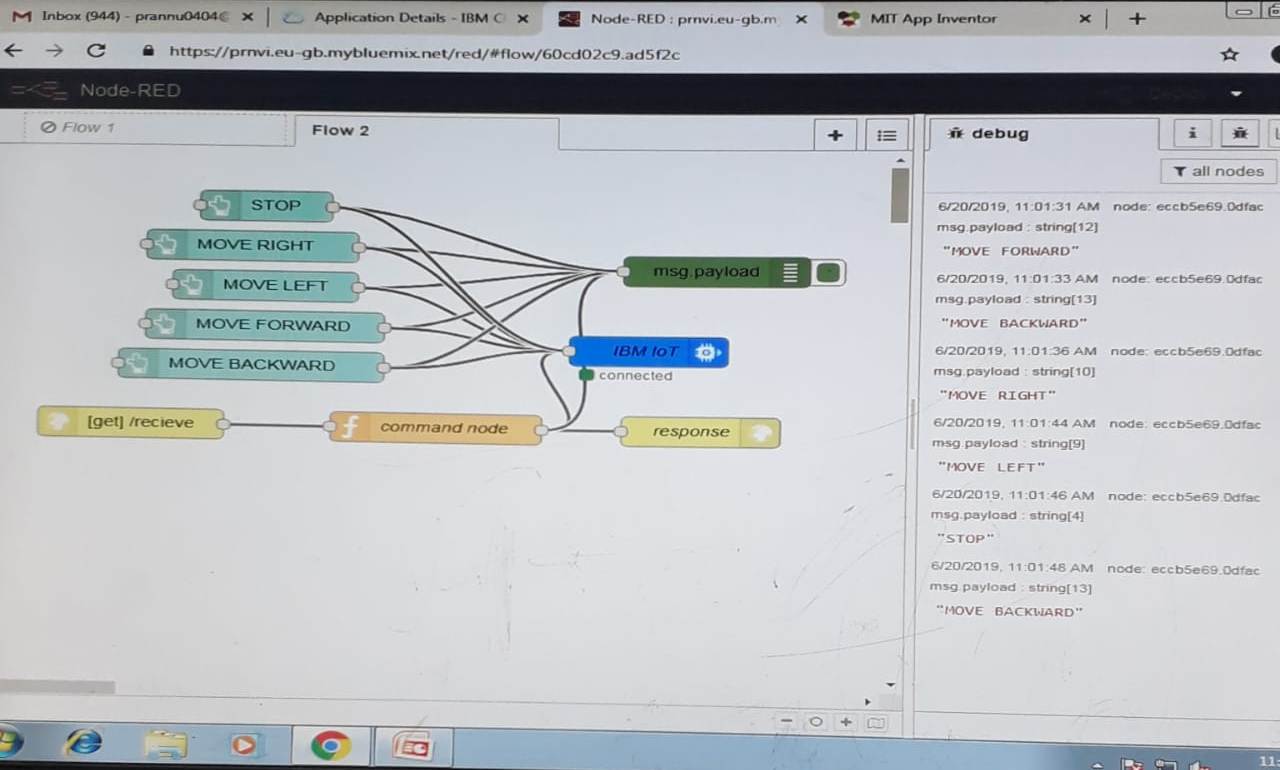 Inbox (944) - prannu0404@
Application Details - IBM C
Node-RED : prnvi.eu-gb.m
MIT App Inventor
https://prnvi.eu-gb.mybluemix.net/red/#flow/60cd02c9.ad5f2c
Node-RED
Flow 1
Flow 2
STOP
MOVE RIGHT
MOVE LEFT
MOVE FORWARD
MOVE BACKWARD
msg.payload
IBM IoT
connected
[get] /recieve
command node
response
debug
all nodes
6/20/2019, 11:01:31 AM node: eccb5e69.0dfac
msg.payload : string[12]
"MOVE FORWARD"
6/20/2019, 11:01:33 AM node: eccb5e69.0dfac
msg.payload : string[13]
"MOVE BACKWARD"
6/20/2019, 11:01:36 AM node: eccb5e69.0dfac
msg.payload : string[10]
"MOVE RIGHT"
6/20/2019, 11:01:44 AM node: eccb5e69.0dfac
msg.payload : string[9]
"MOVE LEFT"
6/20/2019, 11:01:46 AM node: eccb5e69.0dfac
msg.payload : string[4]
"STOP"
6/20/2019, 11:01:48 AM node: eccb5e69.0dfac
msg.payload : string[13]
"MOVE BACKWARD"